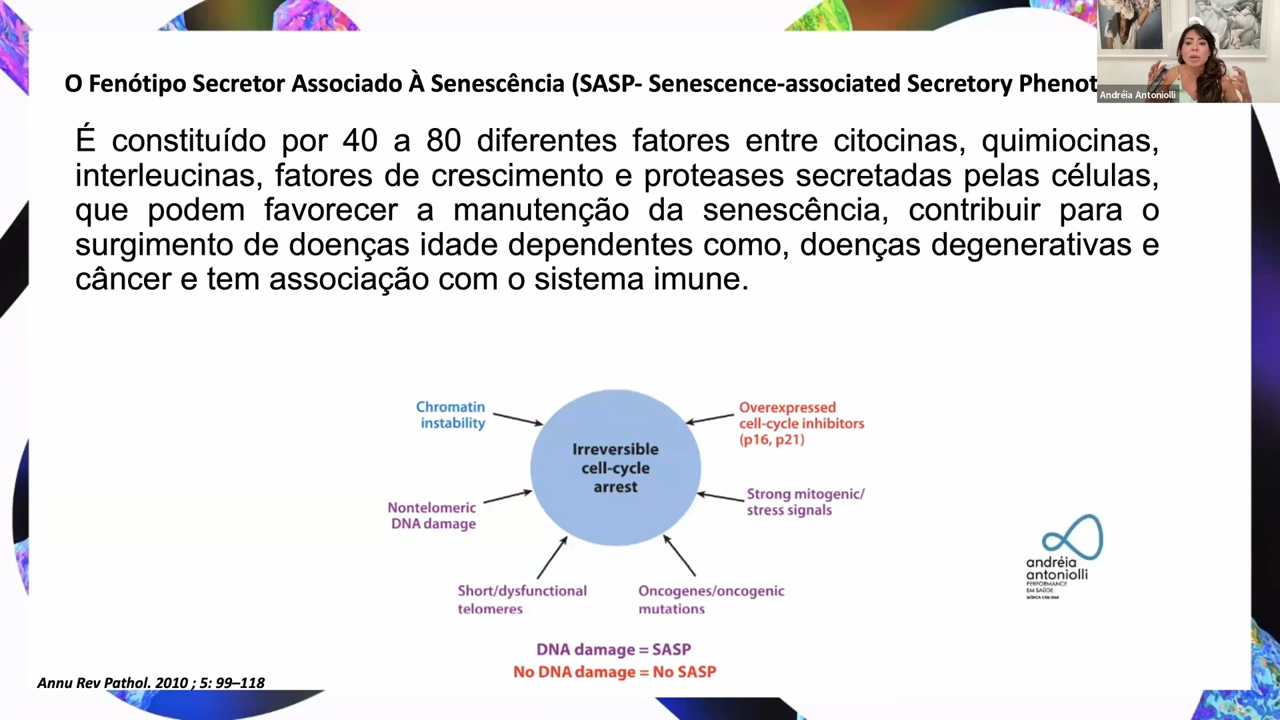 O Fenótipo Secretor Associado À Senescência (SASP- Senescence-associated Secretory Phenot
Andréia Antoniolli
É constituído por 40 a 80 diferentes fatores entre citocinas, quimiocinas,
interleucinas, fatores de crescimento e proteases secretadas pelas células,
que podem favorecer a manutenção da senescência, contribuir para o
surgimento de doenças idade dependentes como, doenças degenerativas e
câncer e tem associação com o sistema imune.
Chromatin
instability
Overexpressed
cell-cycle inhibitors
(p16, p21)
Irreversible
cell-cycle
arrest
Nontelomeric
DNA damage
Strong mitogenic/
stress signals
Short/dysfunctional
telomeres
Oncogenes/oncogenic
mutations
DNA damage = SASP
No DNA damage = No SASP
andréia
antoniolli
PERFORMANCE
EM SAÚDE
Annu Rev Pathol. 2010 ; 5: 99–118